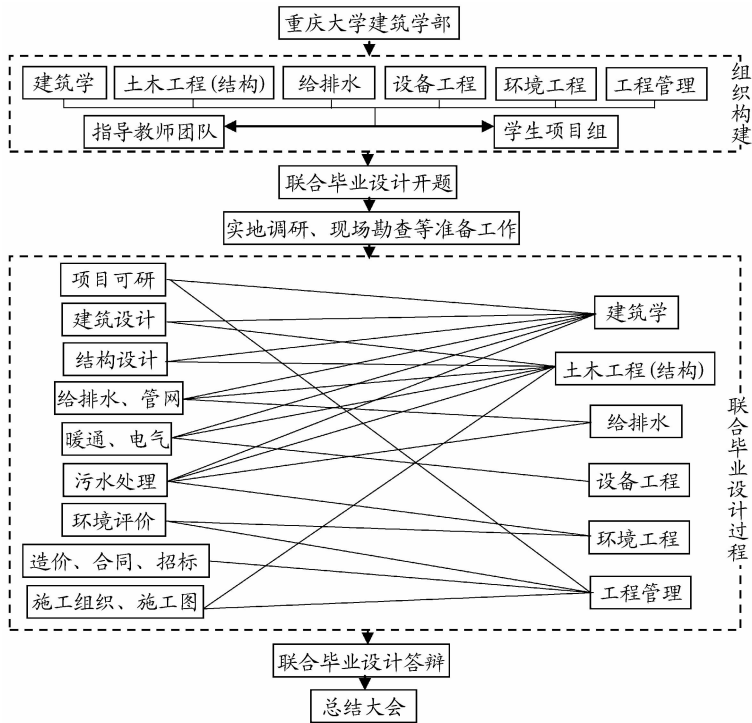 重庆大学建筑学部
建筑学
土木工程(结构)
给排水
设备工程
环境工程
工程管理
组织构建
指导教师团队
学生项目组
联合毕业设计开题
实地调研、现场勘查等准备工作
项目可研
建筑设计
结构设计
给排水、管网
暖通、电气
污水处理
环境评价
造价、合同、招标
施工组织、施工图
建筑学
土木工程(结构)
给排水
设备工程
环境工程
工程管理
联合毕业设计过程
联合毕业设计答辩
总结大会